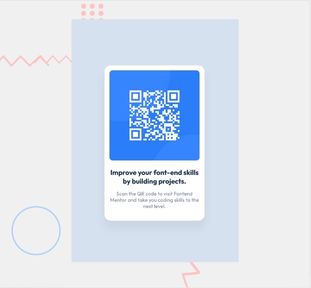 Improve your font-end skills
by building projects.
Scan the QR code to visit Fontend
Mentor and take you coding skills to the
next level.